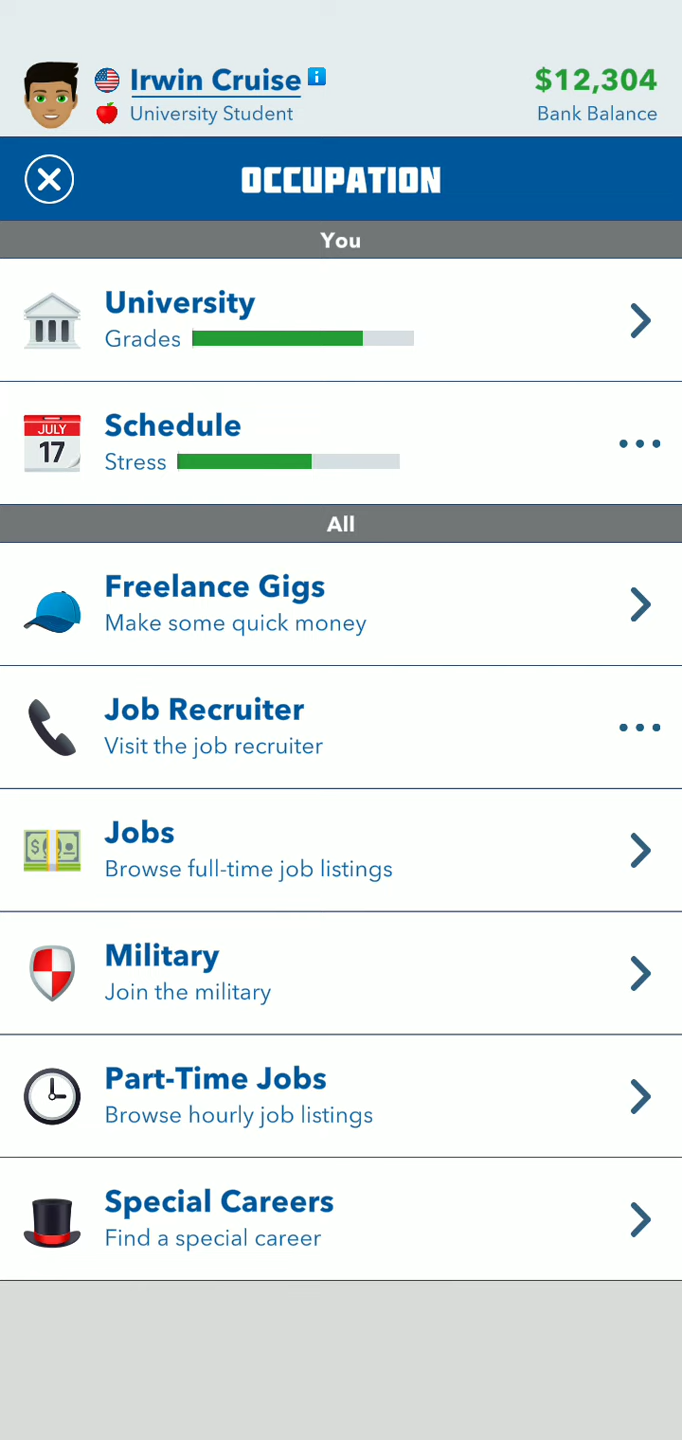 Irwin Cruise
$12,304
University Student
Bank Balance
OCCUPATION
You
University
Grades
JULY
17
Schedule
Stress
All
Freelance Gigs
Make some quick money
Job Recruiter
Visit the job recruiter
Jobs
Browse full-time job listings
Military
Join the military
Part-Time Jobs
Browse hourly job listings
Special Careers
Find a special career